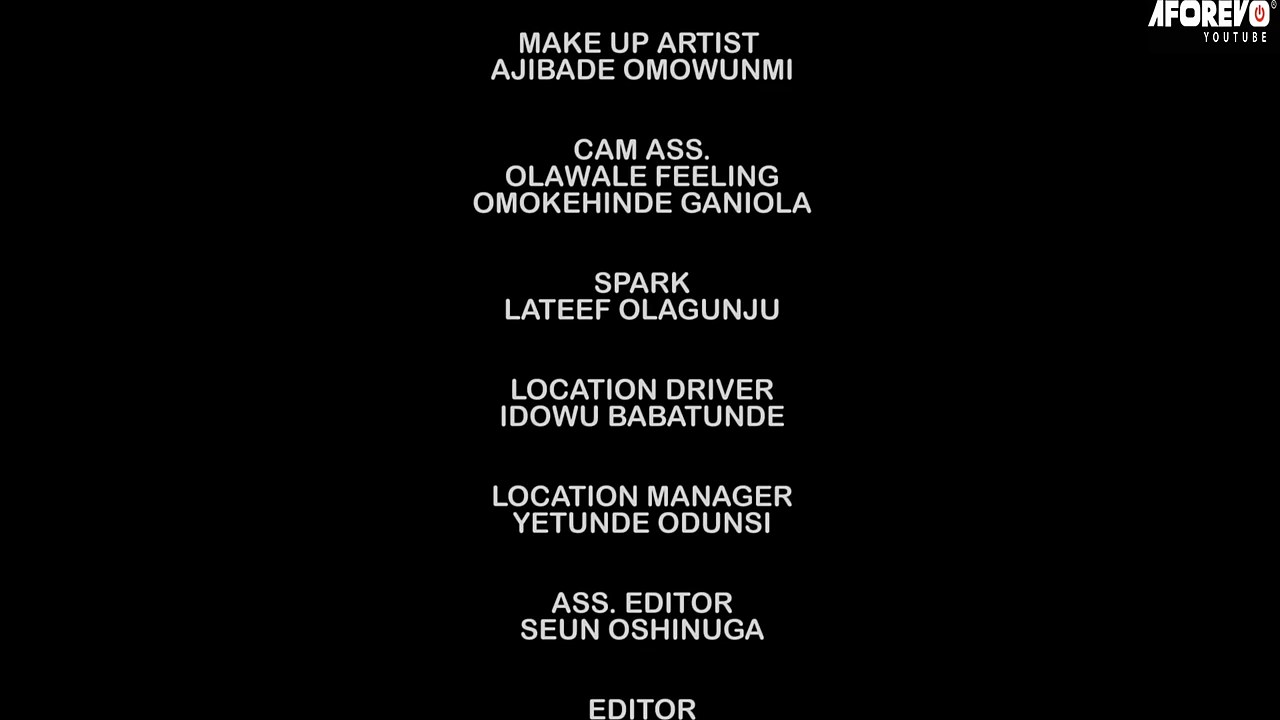 AFOREVO®
YOUTUBE
MAKE UP ARTIST
AJIBADE OMOWUNMI
CAM ASS.
OLAWALE FEELING
OMOKEHINDE GANIOLA
SPARK
LATEEF OLAGUNJU
LOCATION DRIVER
IDOWU BABATUNDE
LOCATION MANAGER
YETUNDE ODUNSI
ASS. EDITOR
SEUN OSHINUGA
EDITOR